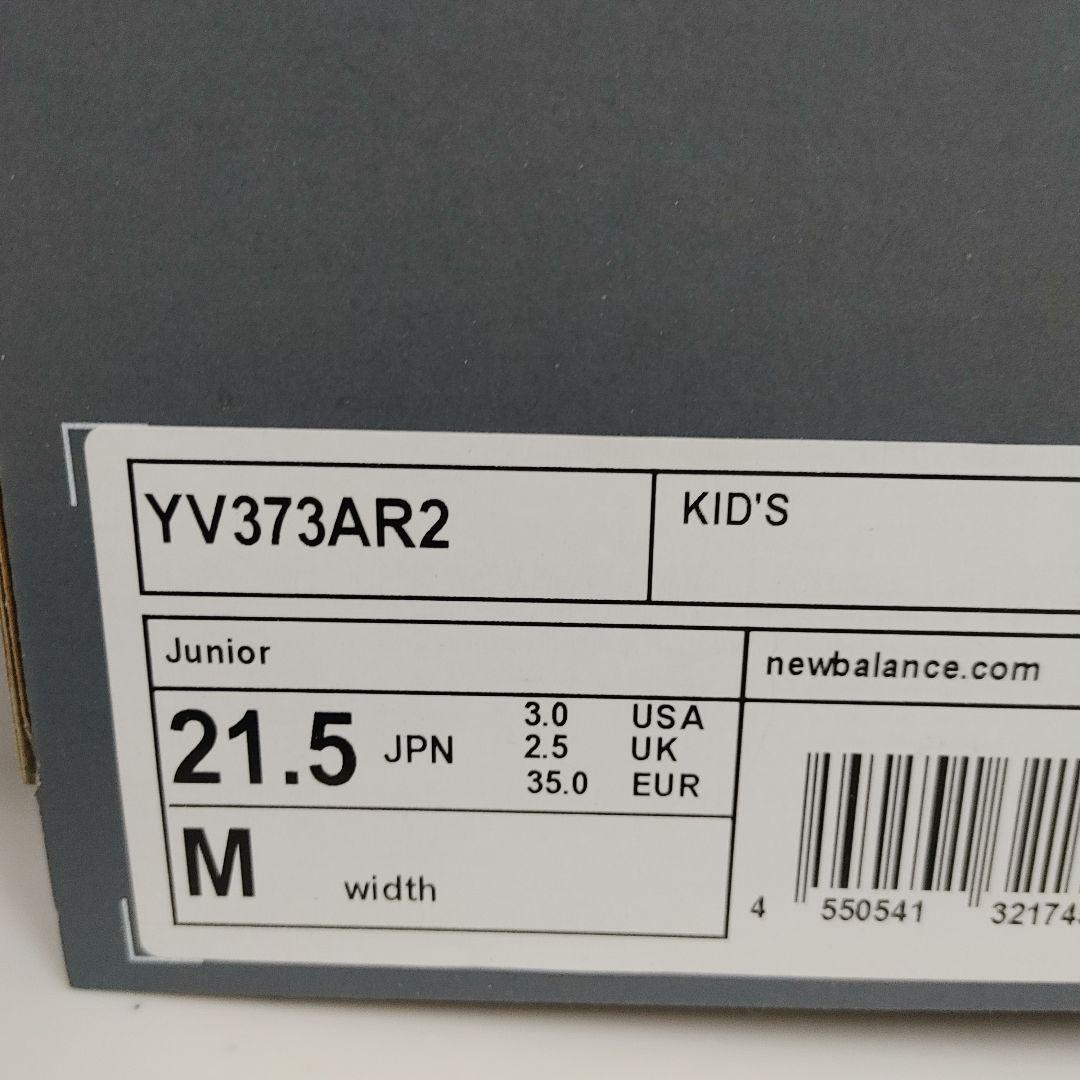 YV373AR2
KID'S
Junior
newbalance.com
21.5 JPN
3.0 USA
2.5 UK
35.0 EUR
M width
4 550541 32174